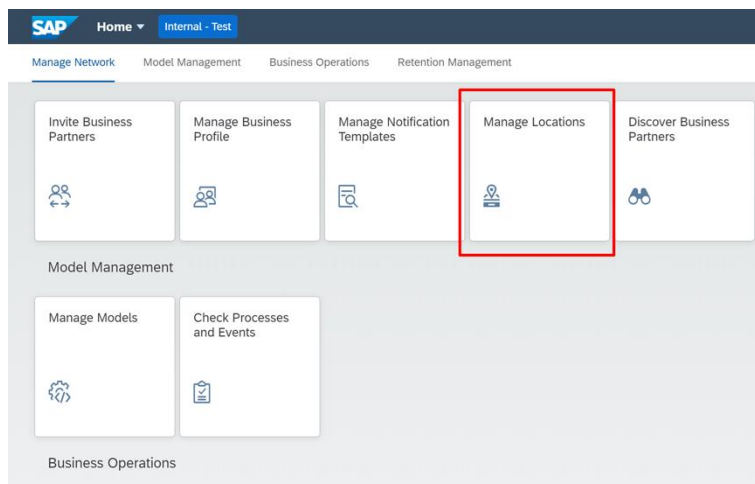 SAP Home Internal - Test
Manage Network Model Management Business Operations Retention Management
Invite Business
Partners
Manage Business
Profile
Manage Notification
Templates
Manage Locations
Discover Business
Partners
Model Management
Manage Models
Check Processes
and Events
Business Operations